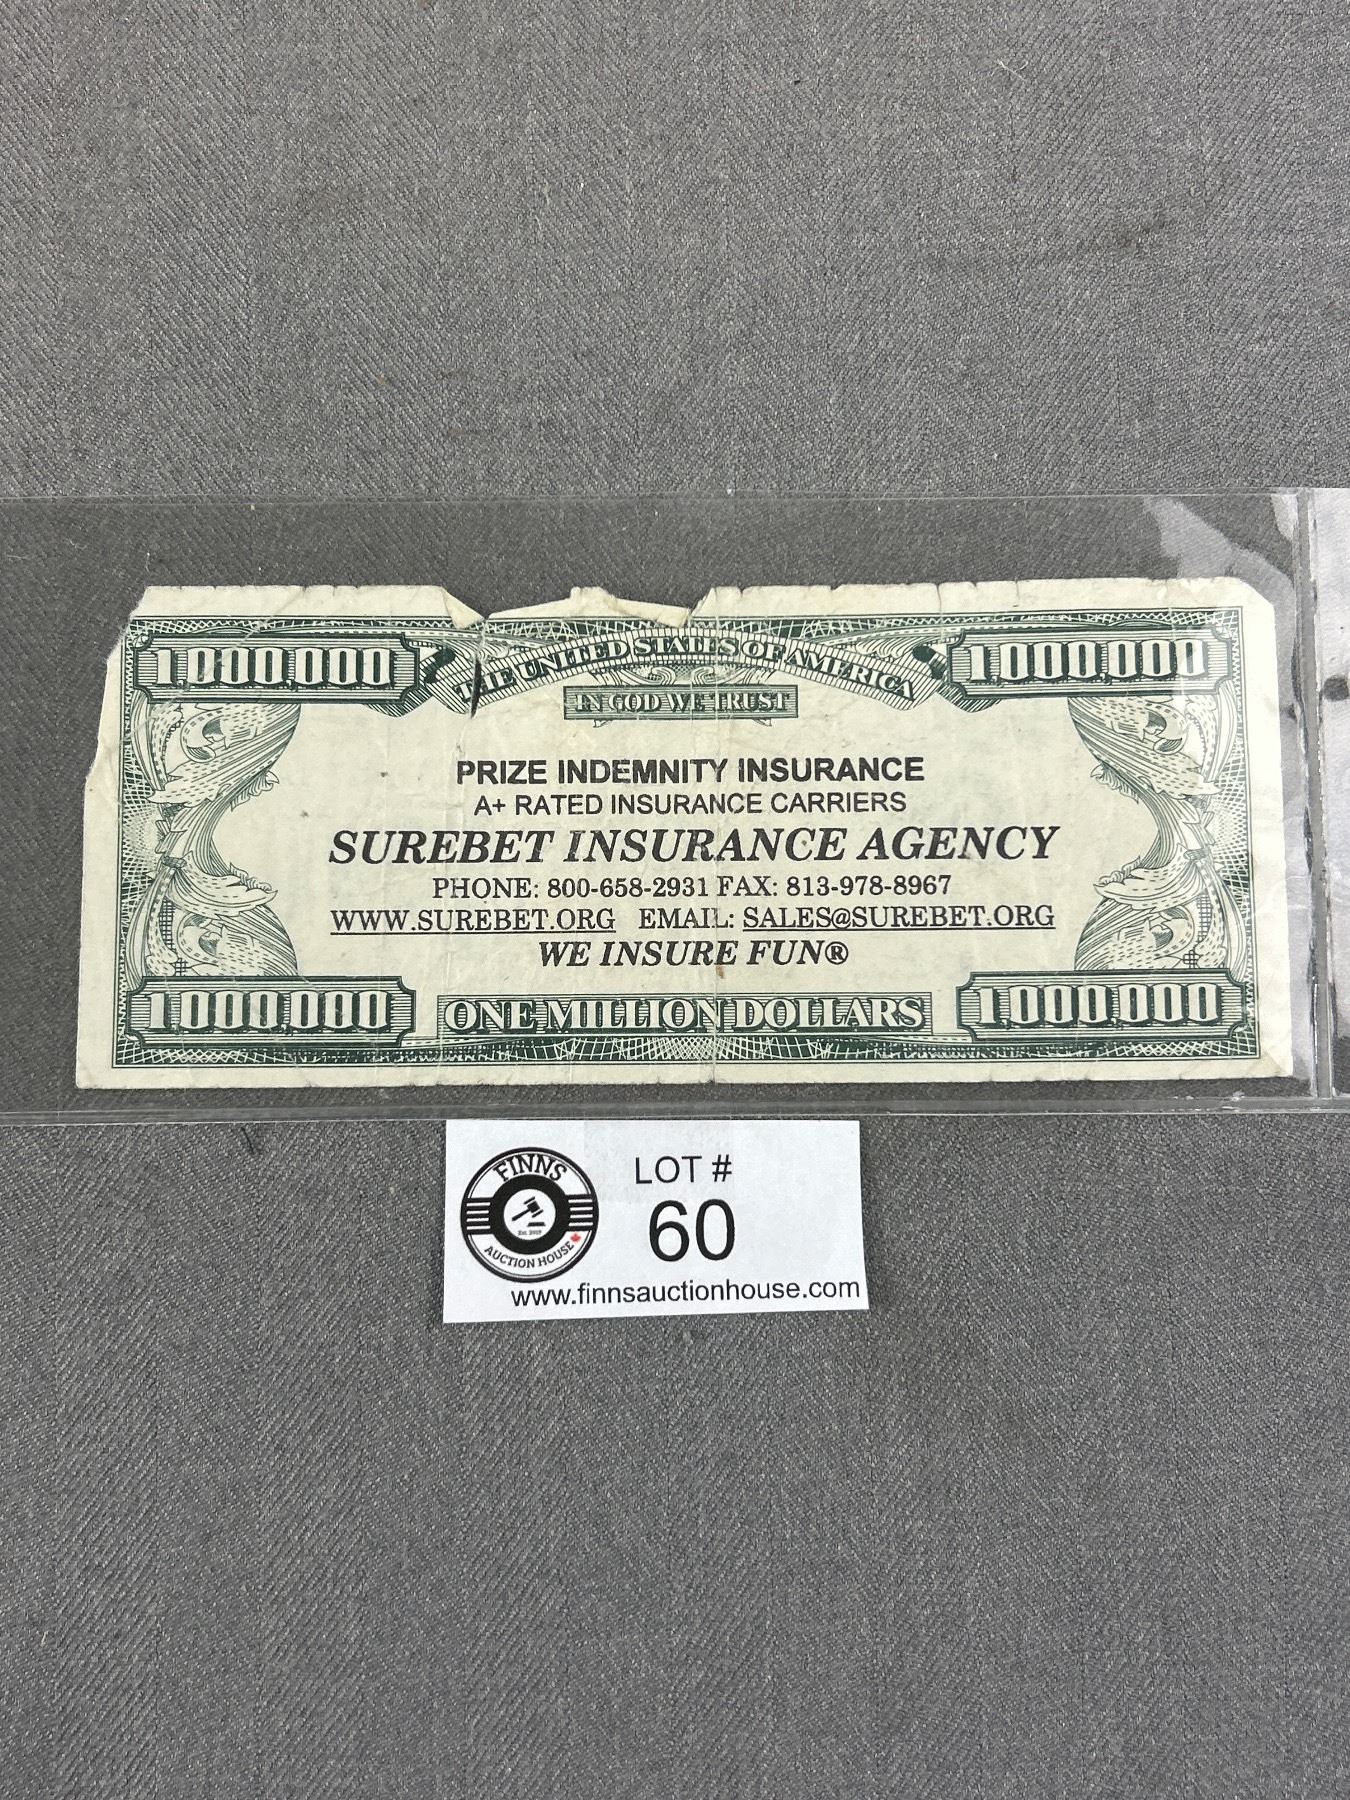 1,000,000
THE UNITED STATES OF AMERICA
1,000,000
IN GOD WE TRUST
PRIZE INDEMNITY INSURANCE
A+ RATED INSURANCE CARRIERS
SUREBET INSURANCE AGENCY
PHONE: 800-658-2931 FAX: 813-978-8967
WWW.SUREBET.ORG EMAIL: SALES@SUREBET.ORG
WE INSURE FUN®
1,000,000
ONE MILLION DOLLARS
1,000,000
FINNS
Est. 2019
AUCTION HOUSE
LOT #
60
www.finnsauctionhouse.com